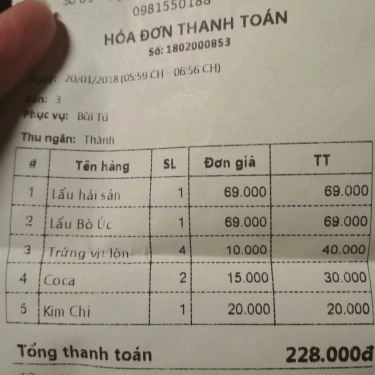 0981550188
HÓA ĐƠN THANH TOÁN
Số: 1802000853
Ngày: 20/01/2018 (05:59 CH - 06:56 CH)
Bàn: 3
Phục vụ: Bùi Tú
Thu ngân: Thành
# Tên hàng SL Đơn giá TT
1 Lẩu hải sản 1 69.000 69.000
2 Lẩu Bò Úc 1 69.000 69.000
3 Trứng vịt lộn 4 10.000 40.000
4 Coca 2 15.000 30.000
5 Kim Chi 1 20.000 20.000
Tổng thanh toán 228.000đ